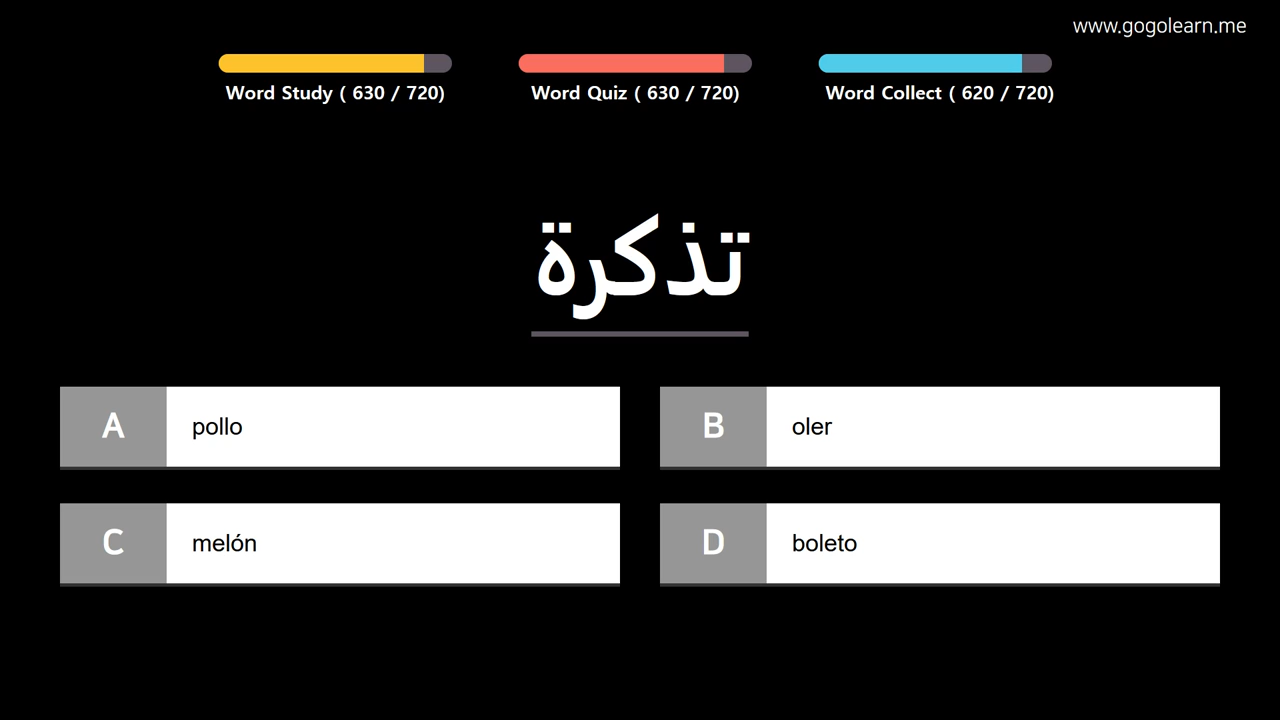 www.gogolearn.me
Word Study ( 630 / 720)
Word Quiz ( 630 / 720)
Word Collect ( 620 / 720)
تذكرة
A pollo
B oler
C melón
D boleto